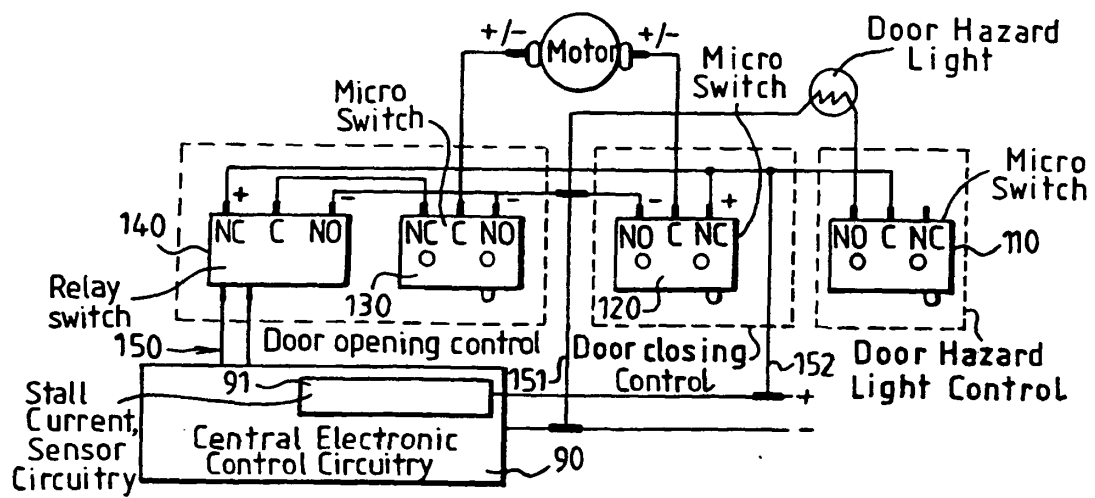 +/-
Motor
+/-
Door Hazard
Light
Micro
Switch
Micro
Switch
Micro
Switch
+
-
-
-
+
NC C NO
NC C NO
NO C NC
NO C NC
140
130
120
110
Relay
switch
Door opening control
Door closing
Control
Door Hazard
Light Control
150
151
152
91
Stall
Current,
Sensor
Circuitry
Central Electronic
Control Circuitry
90
+
-